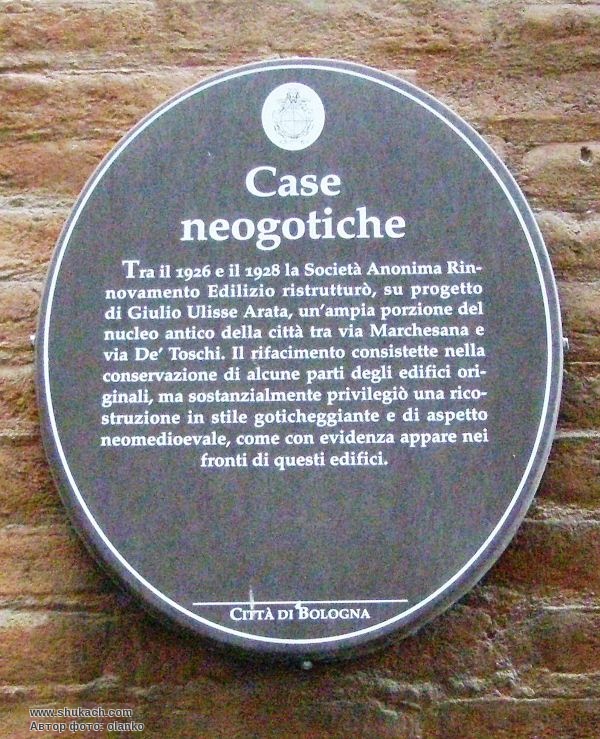 Case
neogotiche
Tra il 1926 e il 1928 la Società Anonima Rin-
novamento Edilizio ristrutturò, su progetto
di Giulio Ulisse Arata, un'ampia porzione del
nucleo antico della città tra via Marchesana e
via De' Toschi. Il rifacimento consistette nella
conservazione di alcune parti degli edifici ori-
ginali, ma sostanzialmente privilegiò una rico-
struzione in stile goticheggiante e di aspetto
neomedioevale, come con evidenza appare nei
fronti di questi edifici.
Città di Bologna
www.shukach.com
Автор фото: olanko